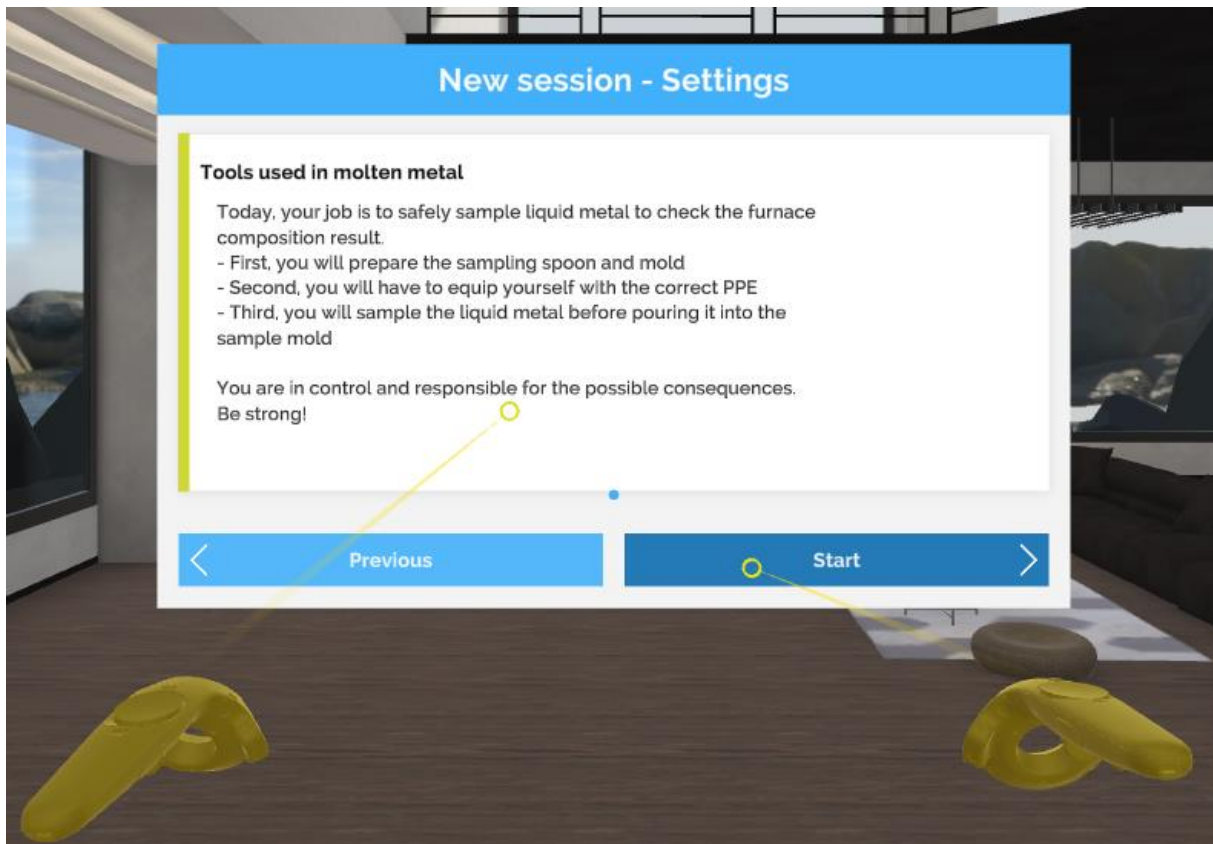 New session - Settings
Tools used in molten metal
Today, your job is to safely sample liquid metal to check the furnace
composition result.
- First, you will prepare the sampling spoon and mold
- Second, you will have to equip yourself with the correct PPE
- Third, you will sample the liquid metal before pouring it into the
sample mold
You are in control and responsible for the possible consequences.
Be strong!
Previous
Start